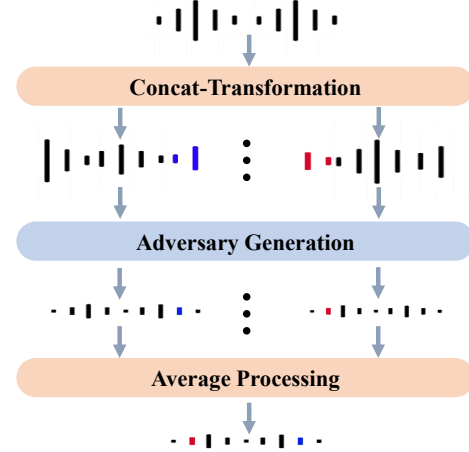 Concat-Transformation
Adversary Generation
Average Processing